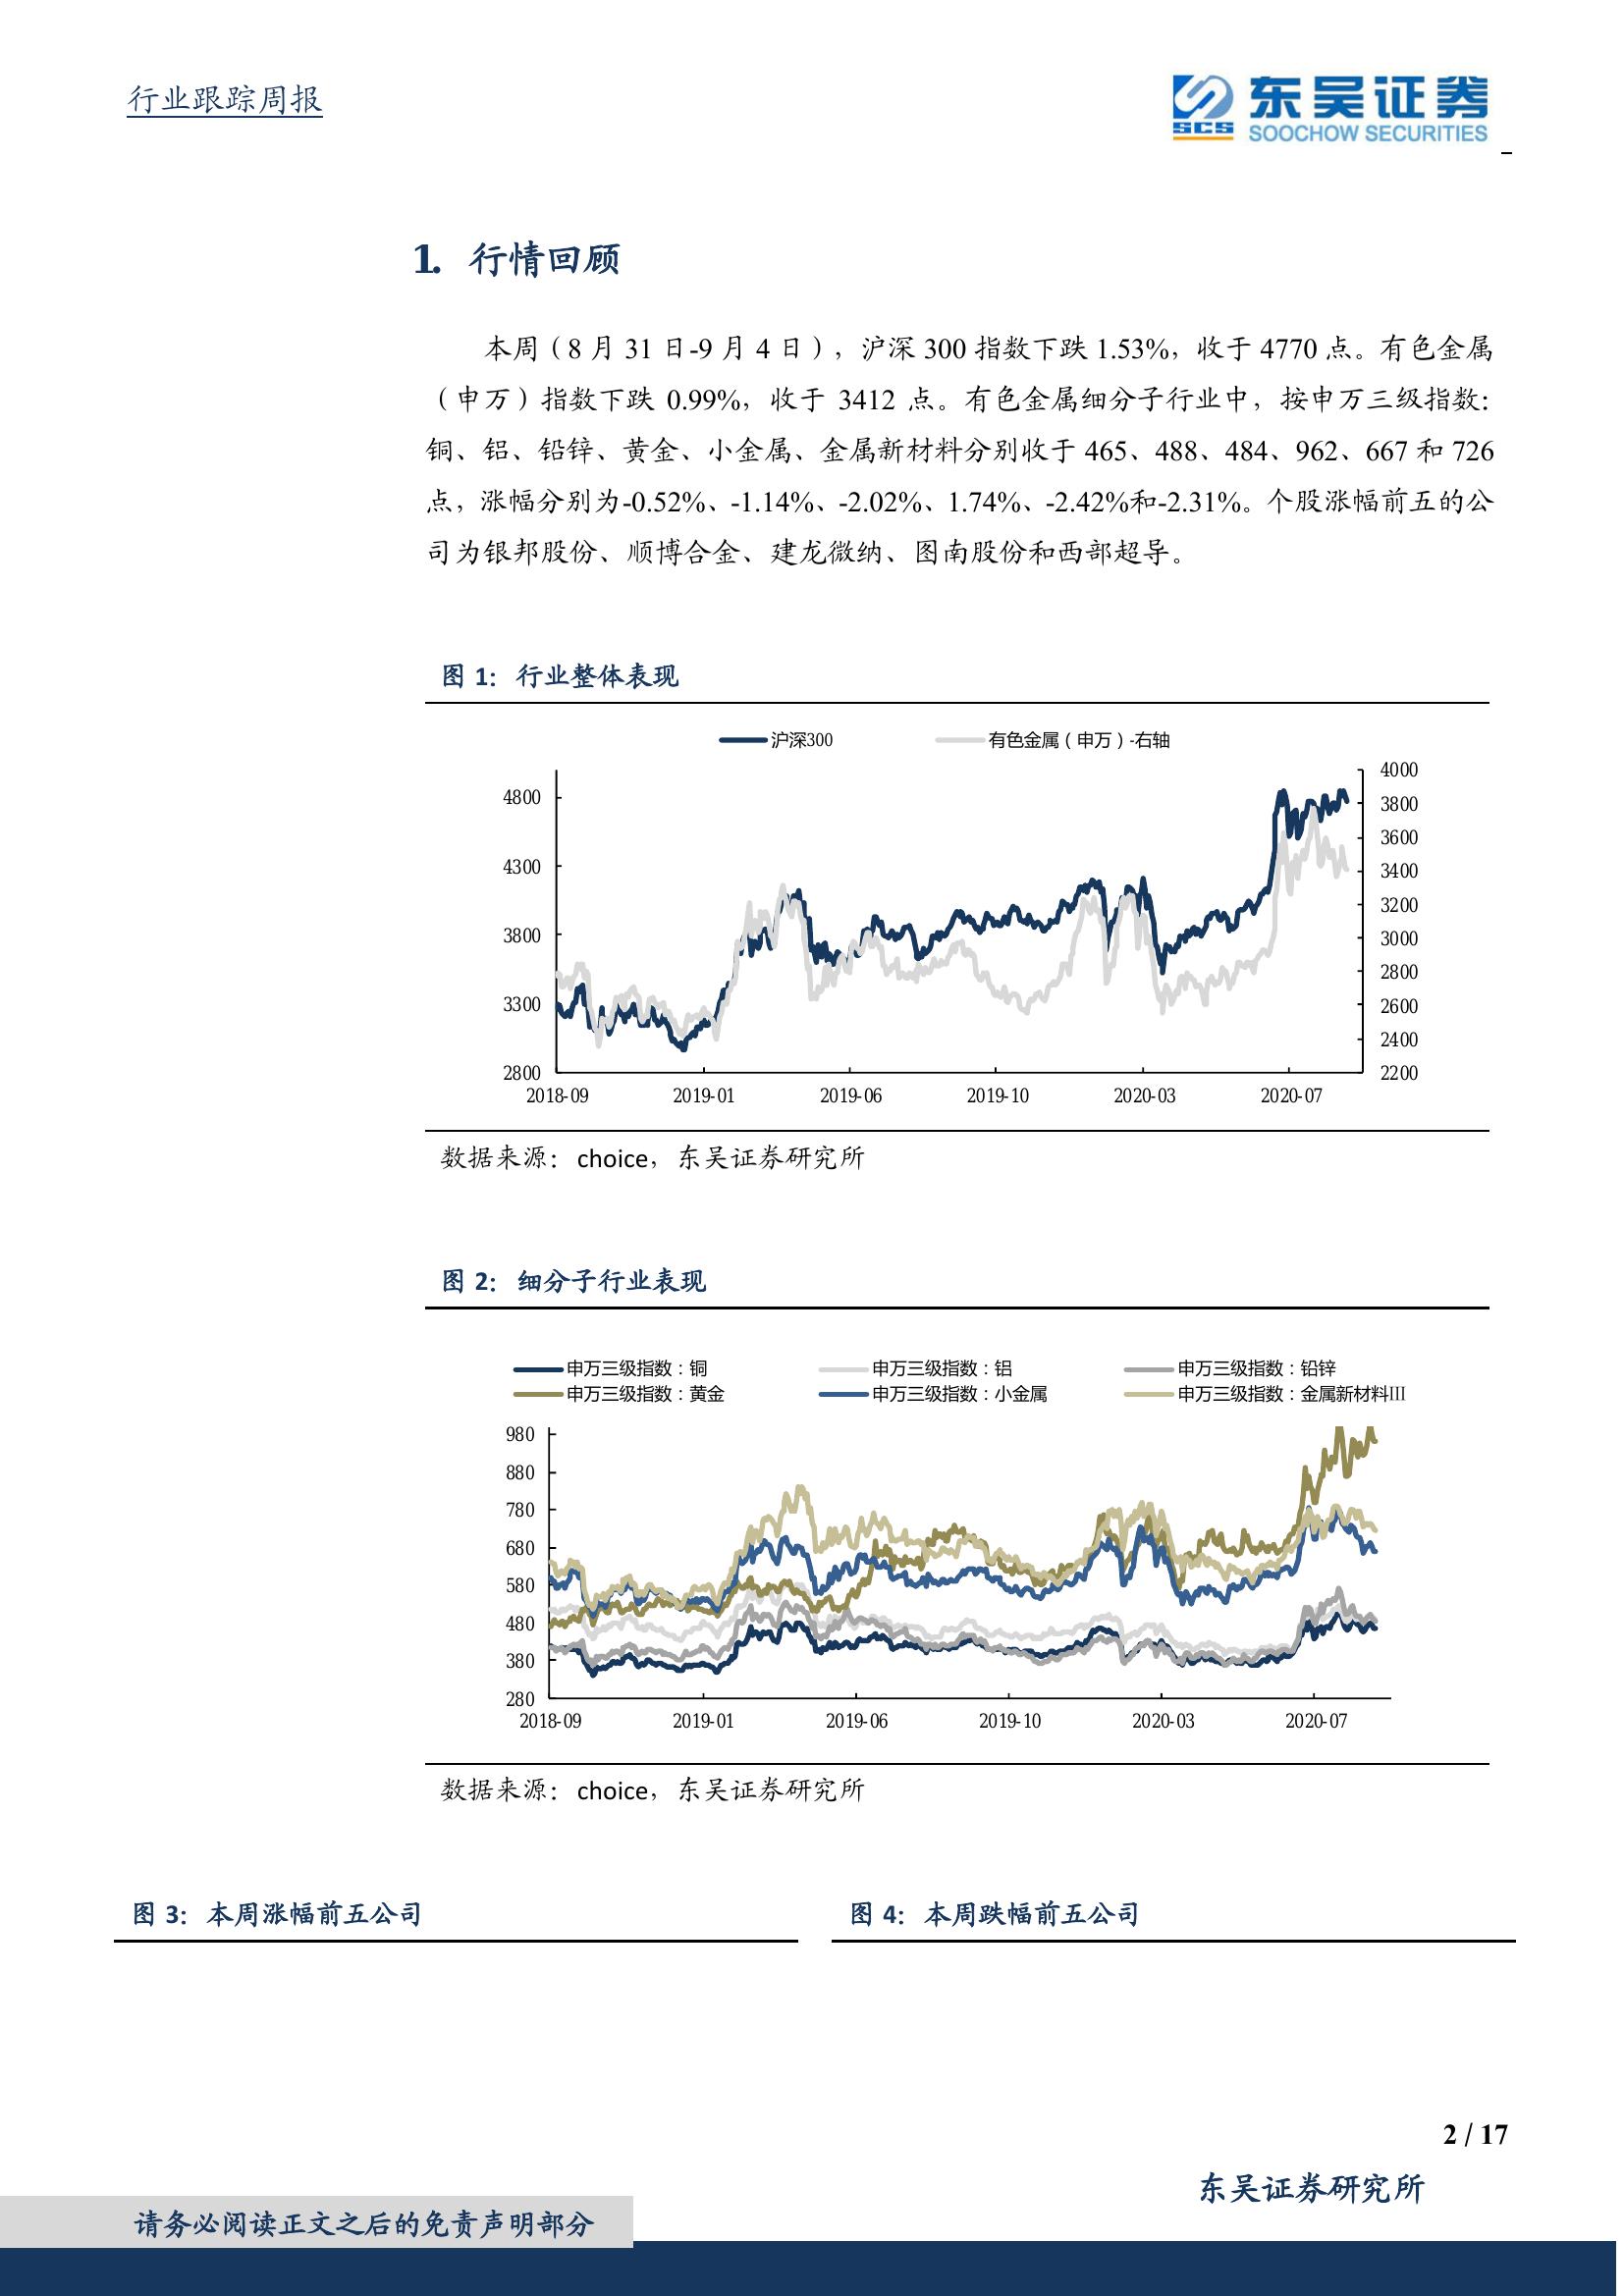 行业跟踪周报
东吴证券
SCS
SOOCHOW SECURITIES
1. 行情回顾
本周（8 月 31 日-9 月 4 日），沪深 300 指数下跌 1.53%，收于 4770 点。有色金属
（申万）指数下跌 0.99%，收于 3412 点。有色金属细分子行业中，按申万三级指数：
铜、铝、铅锌、黄金、小金属、金属新材料分别收于 465、488、484、962、667 和 726
点，涨幅分别为-0.52%、-1.14%、-2.02%、1.74%、-2.42%和-2.31%。个股涨幅前五的公
司为银邦股份、顺博合金、建龙微纳、图南股份和西部超导。
图 1：行业整体表现
沪深300 有色金属（申万）-右轴
4800
4300
3800
3300
2800
4000
3800
3600
3400
3200
3000
2800
2600
2400
2200
2018-09 2019-01 2019-06 2019-10 2020-03 2020-07
数据来源：choice，东吴证券研究所
图 2：细分子行业表现
申万三级指数：铜 申万三级指数：铝 申万三级指数：铅锌
申万三级指数：黄金 申万三级指数：小金属 申万三级指数：金属新材料III
980
880
780
680
580
480
380
280
2018-09 2019-01 2019-06 2019-10 2020-03 2020-07
数据来源：choice，东吴证券研究所
图 3：本周涨幅前五公司
图 4：本周跌幅前五公司
2 / 17
东吴证券研究所
请务必阅读正文之后的免责声明部分